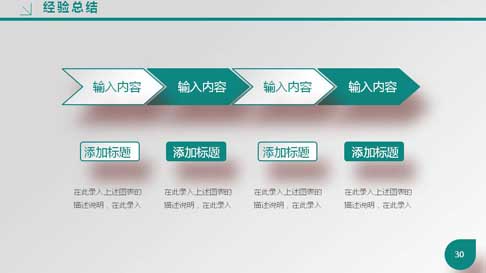 经验总结
输入内容 输入内容 输入内容 输入内容
添加标题 添加标题 添加标题 添加标题
在此录入上述图表的 在此录入上述图表的 在此录入上述图表的 在此录入上述图表的
描述说明，在此录入 描述说明，在此录入 描述说明，在此录入 描述说明，在此录入
30